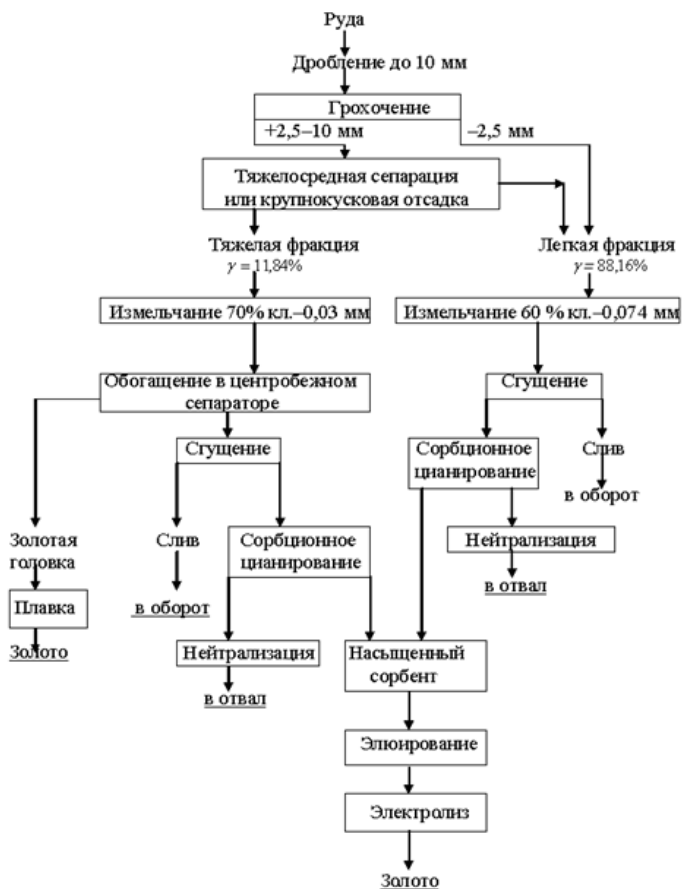 Руда
Дробление до 10 мм
Грохочение
+2,5–10 мм
–2,5 мм
Тяжелосредная сепарация
или крупнокусковая отсадка
Тяжелая фракция
γ = 11,84%
Легкая фракция
γ = 88,16%
Измельчание 70% кл.–0,03 мм
Измельчание 60 % кл.–0,074 мм
Обогащение в центробежном
сепараторе
Сгущение
Сгущение
Сорбционное
цианирование
Слив
в оборот
Золотая
головка
Слив
Сорбционное
цианирование
Нейтрализация
в отвал
Плавка
в оборот
Золото
Нейтрализация
Насыщенный
сорбент
в отвал
Элюирование
Электролиз
Золото